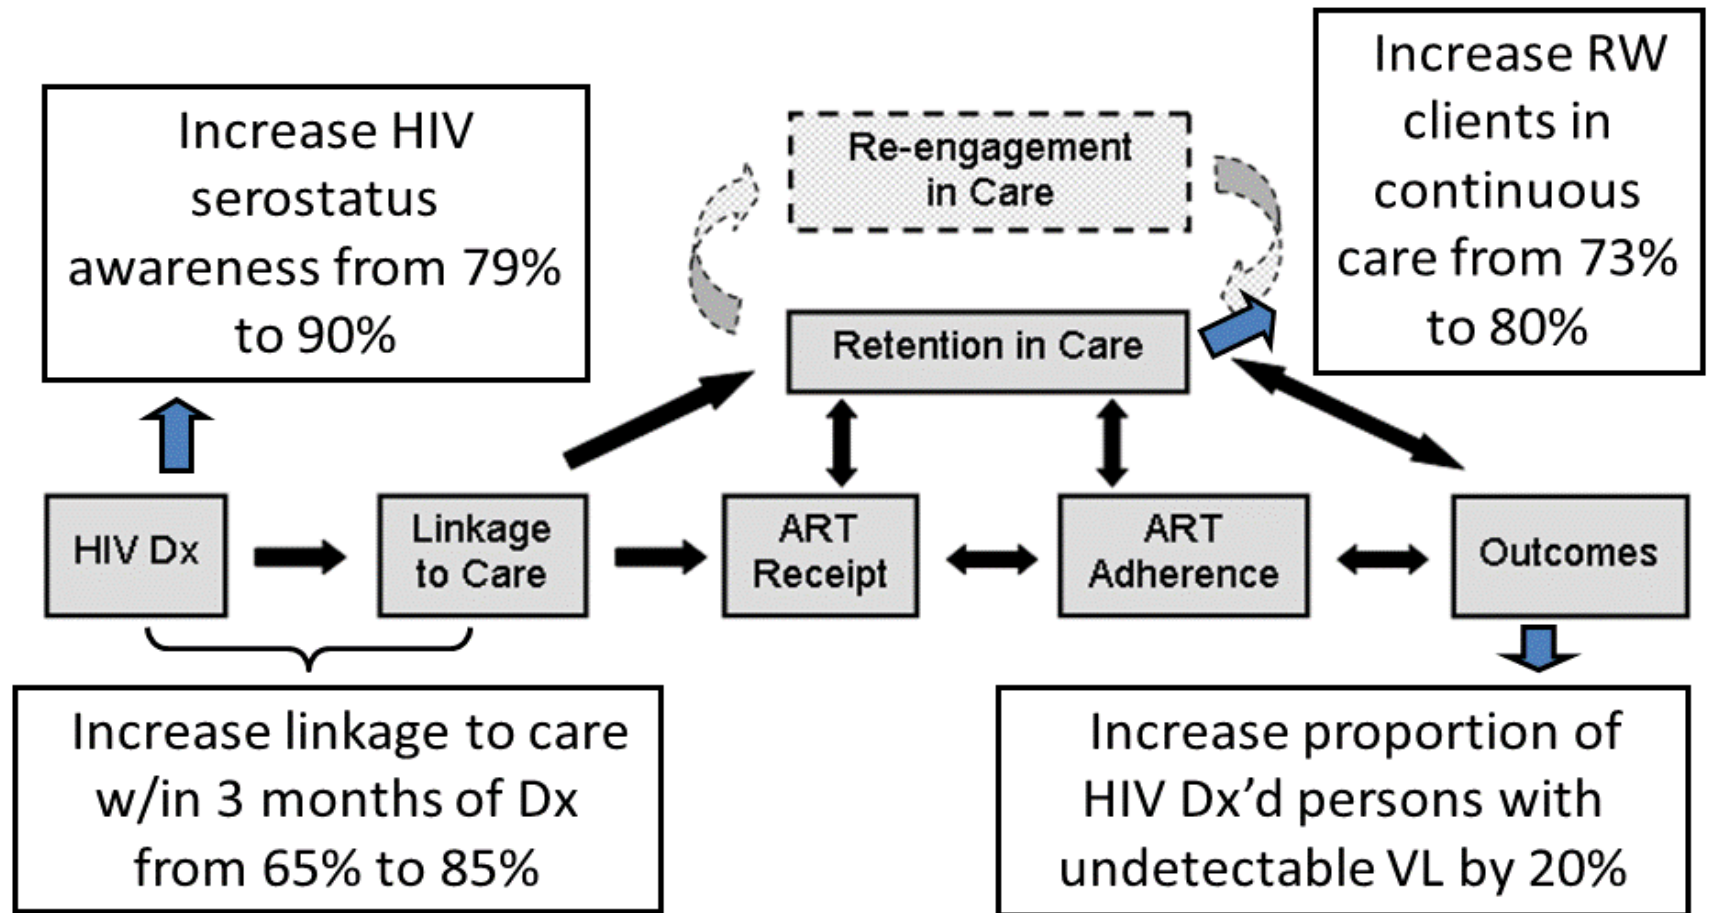 Increase HIV
serostatus
awareness from 79%
to 90%
Re-engagement
in Care
Increase RW
clients in
continuous
care from 73%
to 80%
Retention in Care
HIV Dx
Linkage
to Care
ART
Receipt
ART
Adherence
Outcomes
Increase linkage to care
w/in 3 months of Dx
from 65% to 85%
Increase proportion of
HIV Dx’d persons with
undetectable VL by 20%